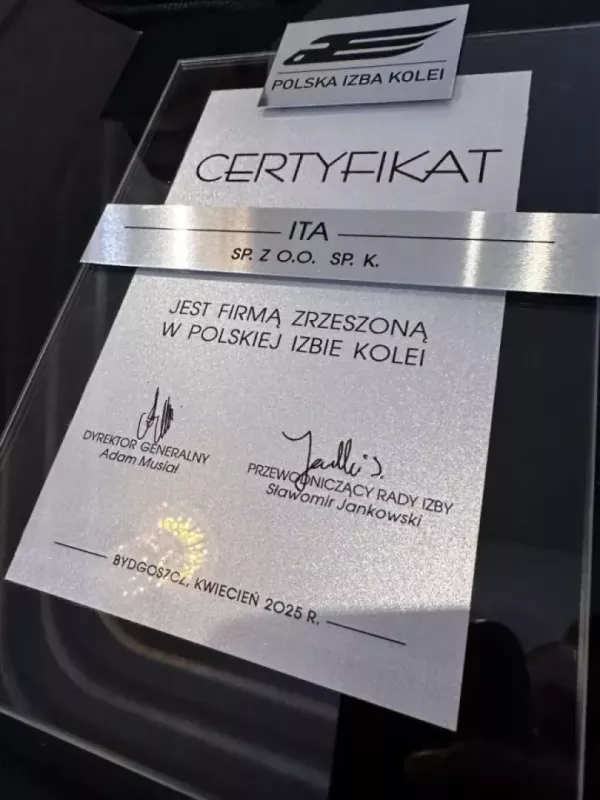 POLSKA IZBA KOLEI
CERTYFIKAT
ITA
SP. Z O.O. SP. K.
JEST FIRMĄ ZRZESZONĄ
W POLSKIEJ IZBIE KOLEI
DYREKTOR GENERALNY
Adam Musiał
PRZEWODNICZĄCY RADY IZBY
Sławomir Jankowski
BYDGOSZCZ, KWIECIEŃ 2025 R.